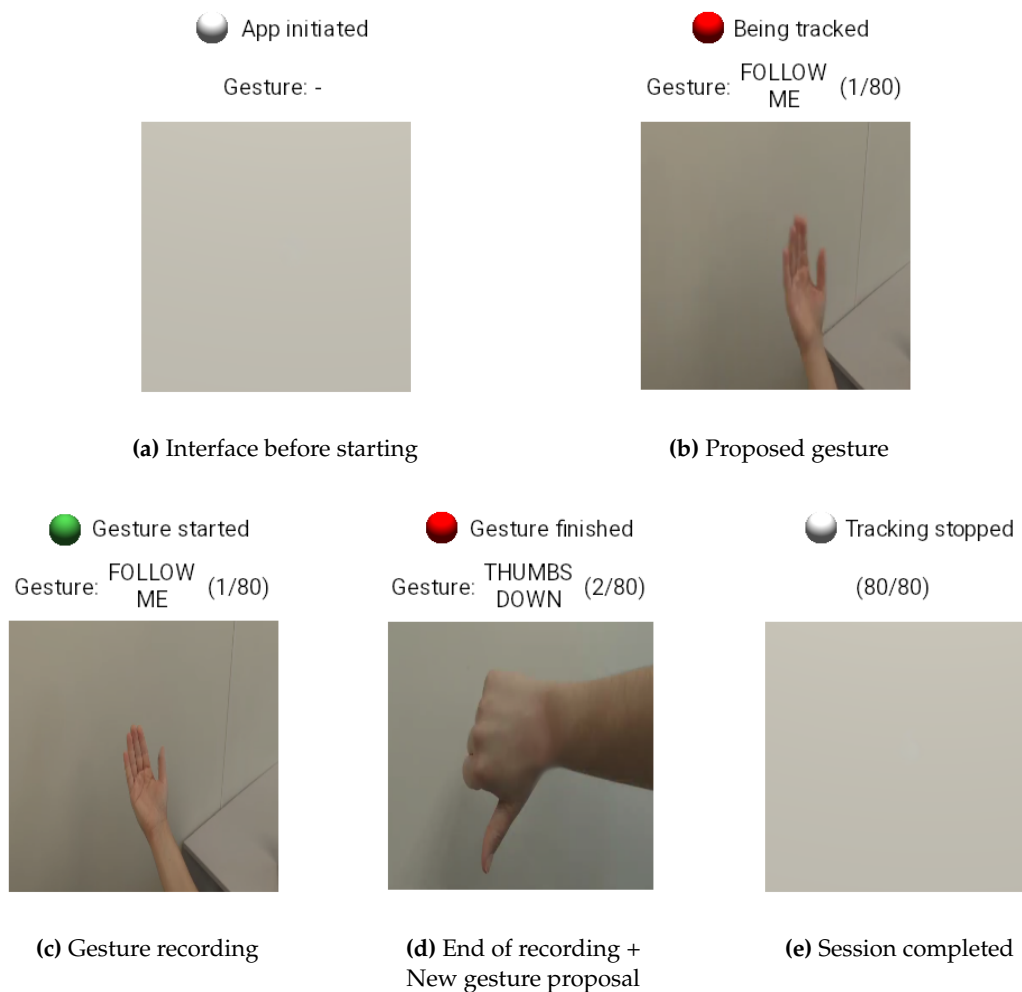 App initiated
Gesture: -
(a) Interface before starting
Being tracked
Gesture: FOLLOW ME (1/80)
(b) Proposed gesture
Gesture started
Gesture: FOLLOW ME (1/80)
(c) Gesture recording
Gesture finished
Gesture: THUMBS DOWN (2/80)
(d) End of recording +
New gesture proposal
Tracking stopped
(80/80)
(e) Session completed